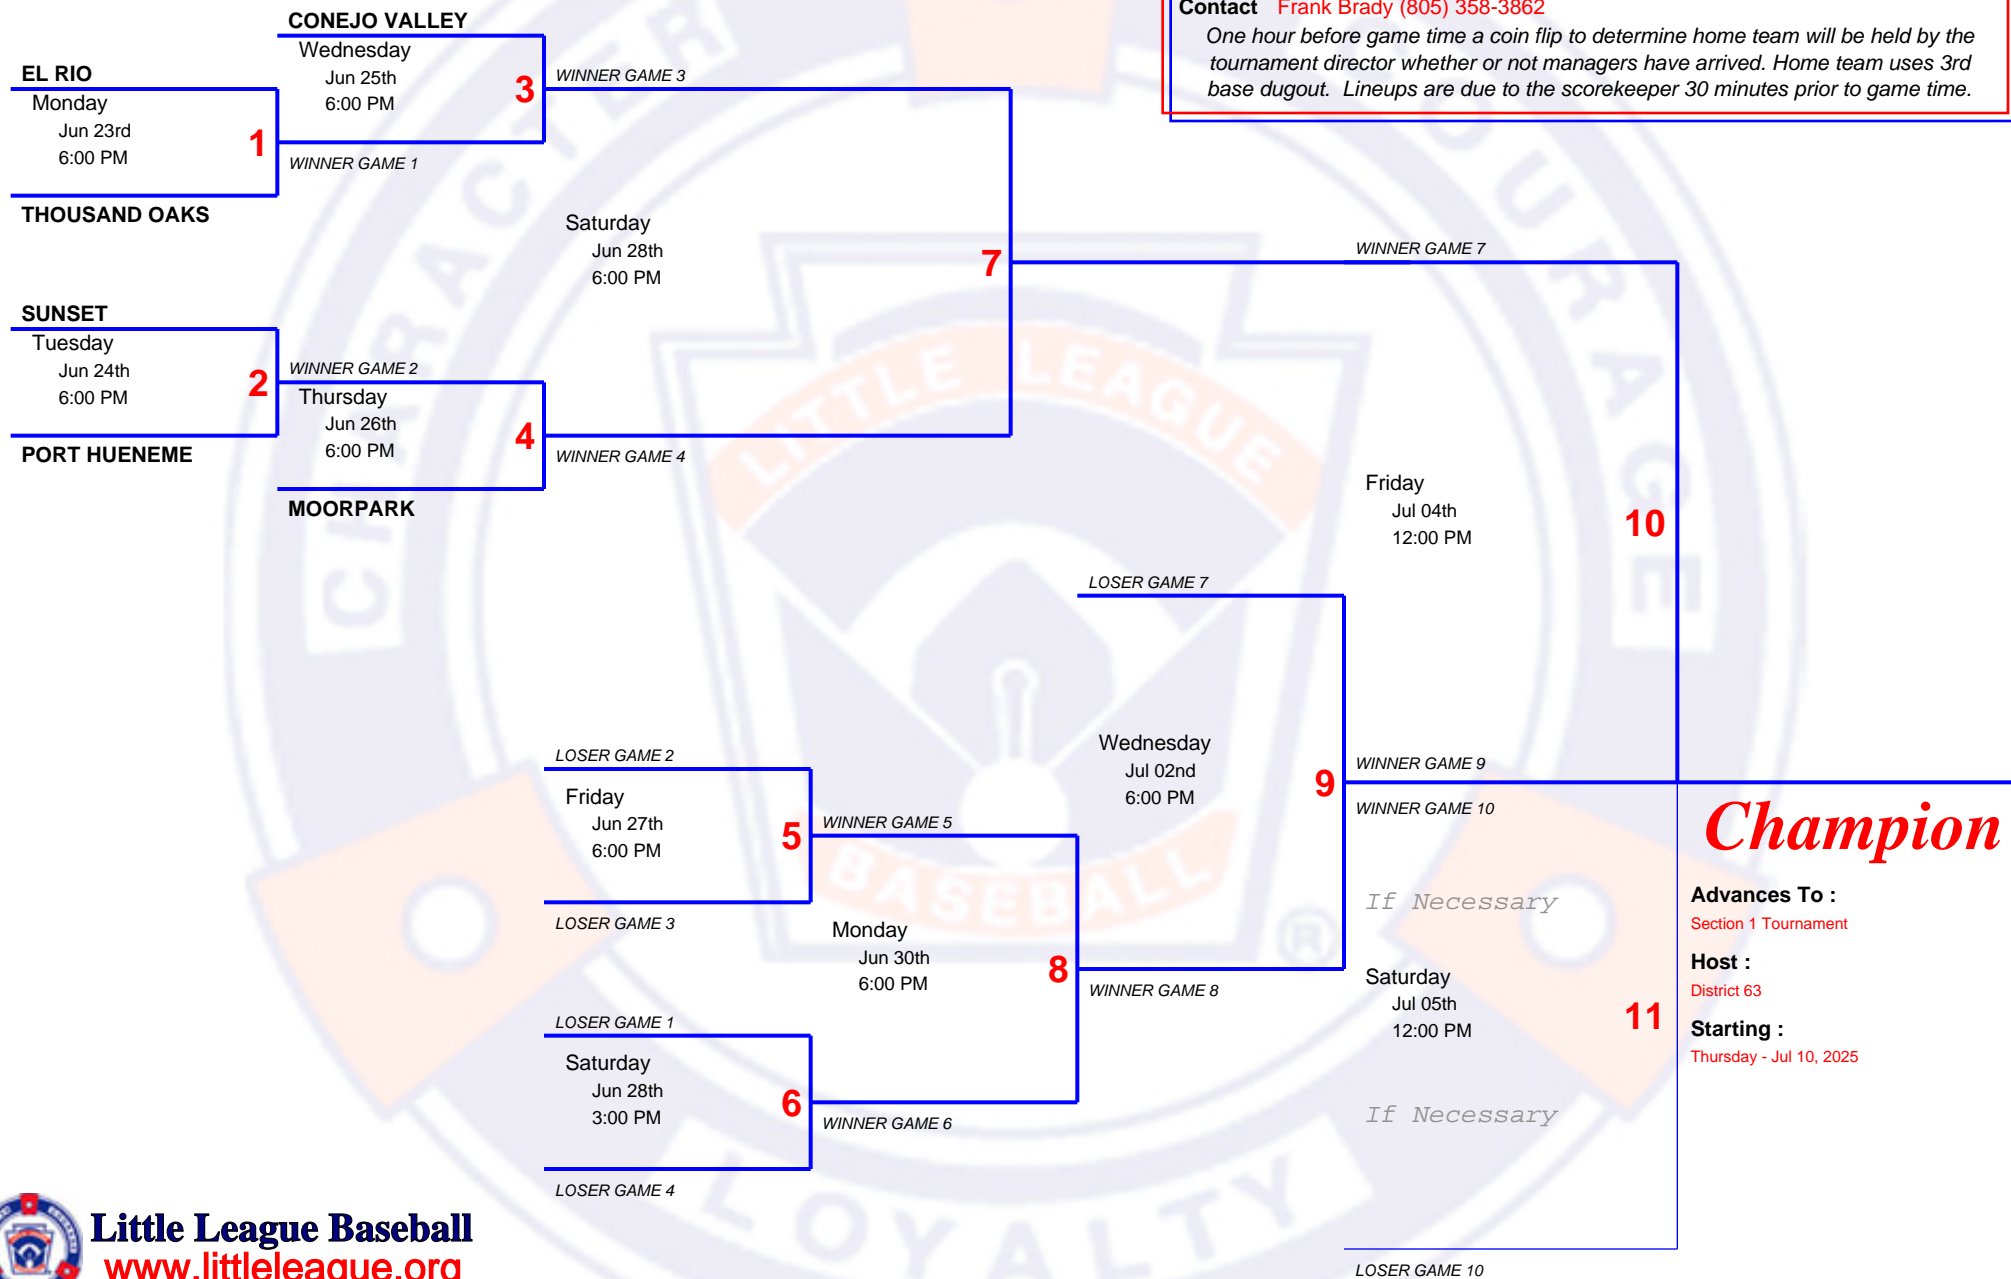 Contact Frank Brady (805) 358-3862
One hour before game time a coin flip to determine home team will be held by the
tournament director whether or not managers have arrived. Home team uses 3rd
base dugout. Lineups are due to the scorekeeper 30 minutes prior to game time.
CONEJO VALLEY
Wednesday
Jun 25th
6:00 PM
3
WINNER GAME 3
EL RIO
Monday
Jun 23rd
6:00 PM
1
WINNER GAME 1
THOUSAND OAKS
Saturday
Jun 28th
6:00 PM
7
WINNER GAME 7
SUNSET
Tuesday
Jun 24th
6:00 PM
2
WINNER GAME 2
Thursday
Jun 26th
6:00 PM
4
WINNER GAME 4
PORT HUENEME
MOORPARK
Friday
Jul 04th
12:00 PM
10
LOSER GAME 7
Wednesday
Jul 02nd
6:00 PM
9
WINNER GAME 9
WINNER GAME 10
LOSER GAME 2
Friday
Jun 27th
6:00 PM
5
WINNER GAME 5
LOSER GAME 3
Monday
Jun 30th
6:00 PM
8
WINNER GAME 8
LOSER GAME 1
Saturday
Jun 28th
3:00 PM
6
WINNER GAME 6
LOSER GAME 4
If Necessary
Saturday
Jul 05th
12:00 PM
11
If Necessary
LOSER GAME 10
Champion
Advances To :
Section 1 Tournament
Host :
District 63
Starting :
Thursday - Jul 10, 2025
CHARACTER
COURAGE
LOYALTY
LITTLE LEAGUE
BASEBALL
®
Little League Baseball
www.littleleague.org